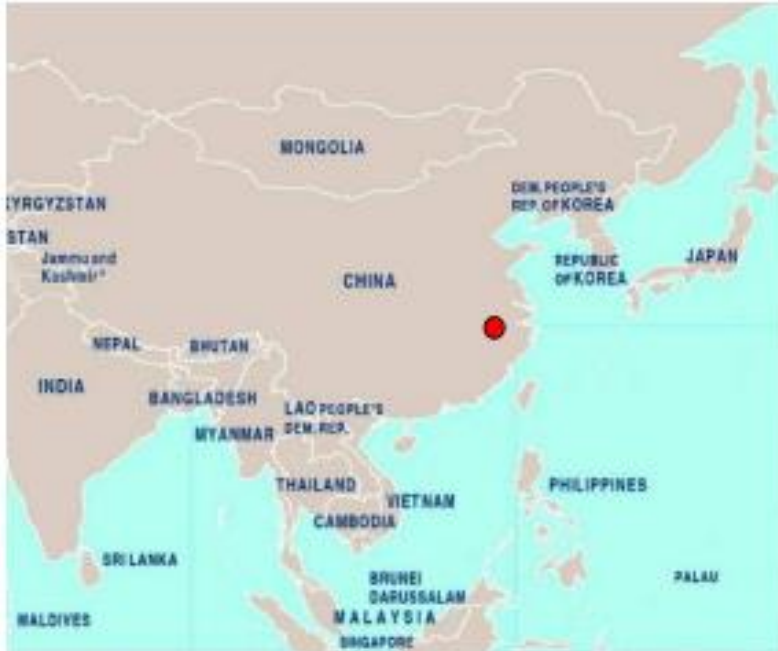 MONGOLIA
DEM. PEOPLE'S
REP. OF KOREA
KYRGYZSTAN
STAN
Jammu and
Kashmir*
REPUBLIC
OF KOREA
JAPAN
CHINA
NEPAL
BHUTAN
INDIA
BANGLADESH
LAO PEOPLE'S
DEM. REP.
MYANMAR
THAILAND
VIETNAM
PHILIPPINES
CAMBODIA
SRI LANKA
BRUNEI
DARUSSALAM
PALAU
MALDIVES
MALAYSIA
SINGAPORE